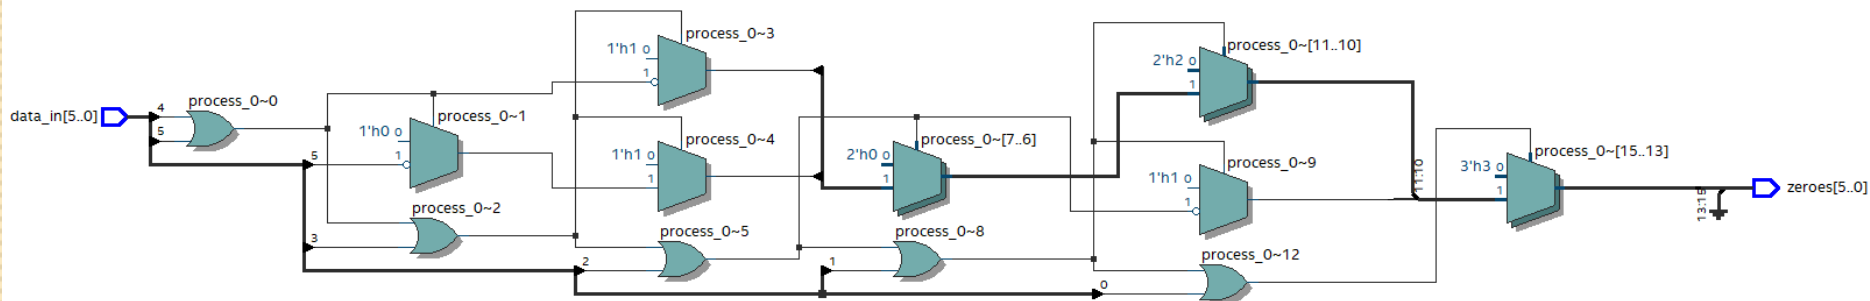 data_in[5..0]
4
5
process_0~0
1'h0 0
1
process_0~1
5
process_0~2
3
1'h1 0
1
process_0~3
1'h1 0
1
process_0~4
process_0~5
2
2'h0 0
1
process_0~[7..6]
process_0~8
1
2'h2 0
1
process_0~[11..10]
1'h1 0
1
process_0~9
process_0~12
0
11:10
3'h3 0
1
process_0~[15..13]
13:15
zeroes[5..0]